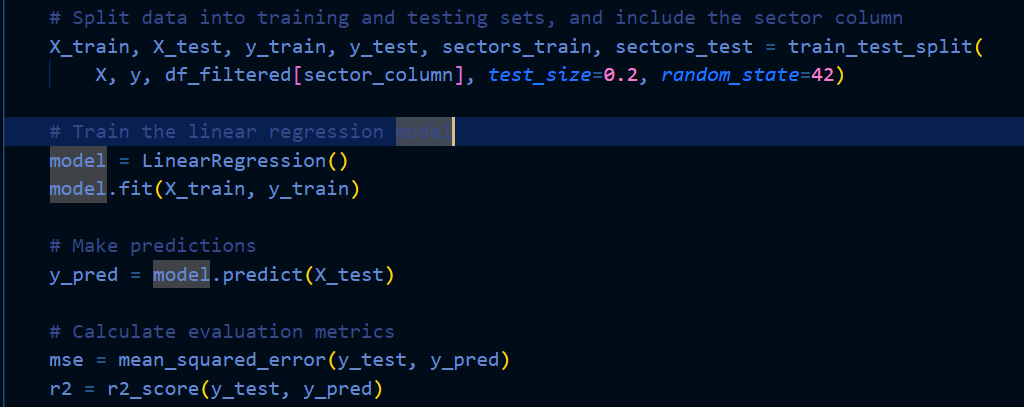 # Split data into training and testing sets, and include the sector column
X_train, X_test, y_train, y_test, sectors_train, sectors_test = train_test_split(
X, y, df_filtered[sector_column], test_size=0.2, random_state=42)
# Train the linear regression model
model = LinearRegression()
model.fit(X_train, y_train)
# Make predictions
y_pred = model.predict(X_test)
# Calculate evaluation metrics
mse = mean_squared_error(y_test, y_pred)
r2 = r2_score(y_test, y_pred)